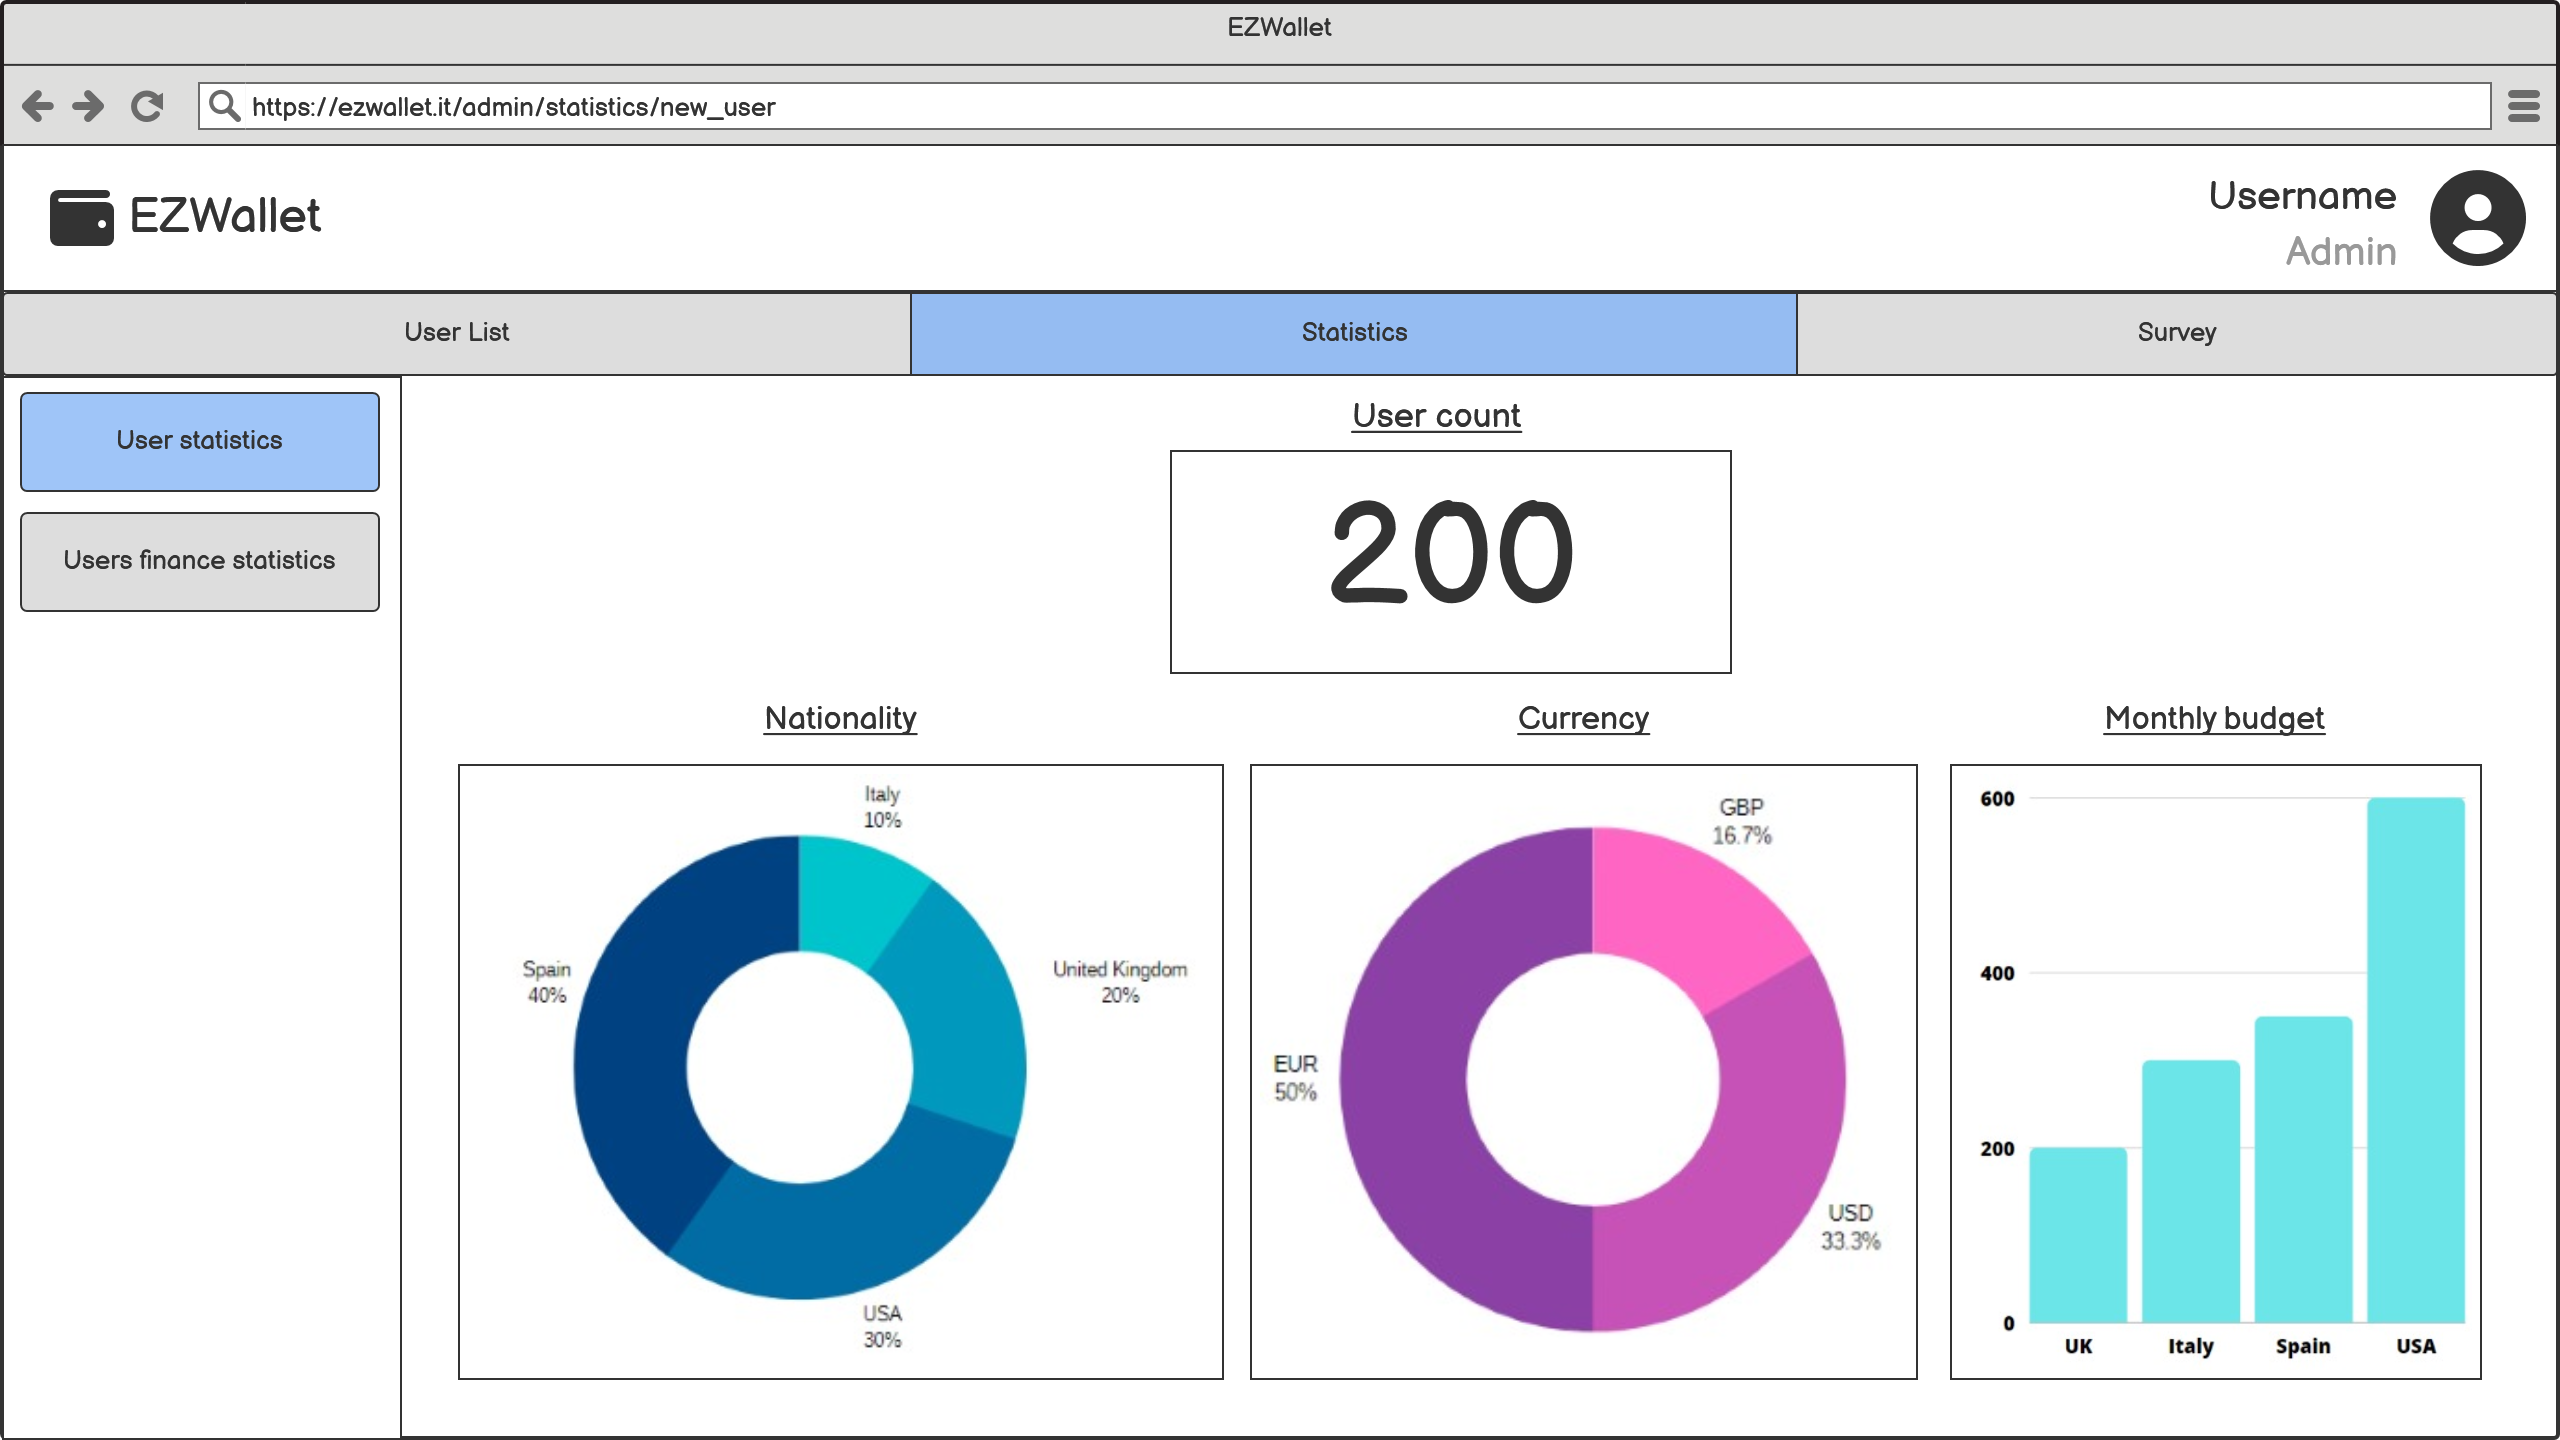 EZWallet
https://ezwallet.it/admin/statistics/new_user
EZWallet
Username
Admin
User List
Statistics
Survey
User statistics
Users finance statistics
User count
200
Nationality
Italy
10%
United Kingdom
20%
Spain
40%
USA
30%
Currency
GBP
16.7%
EUR
50%
USD
33.3%
Monthly budget
600
400
200
0
UK
Italy
Spain
USA